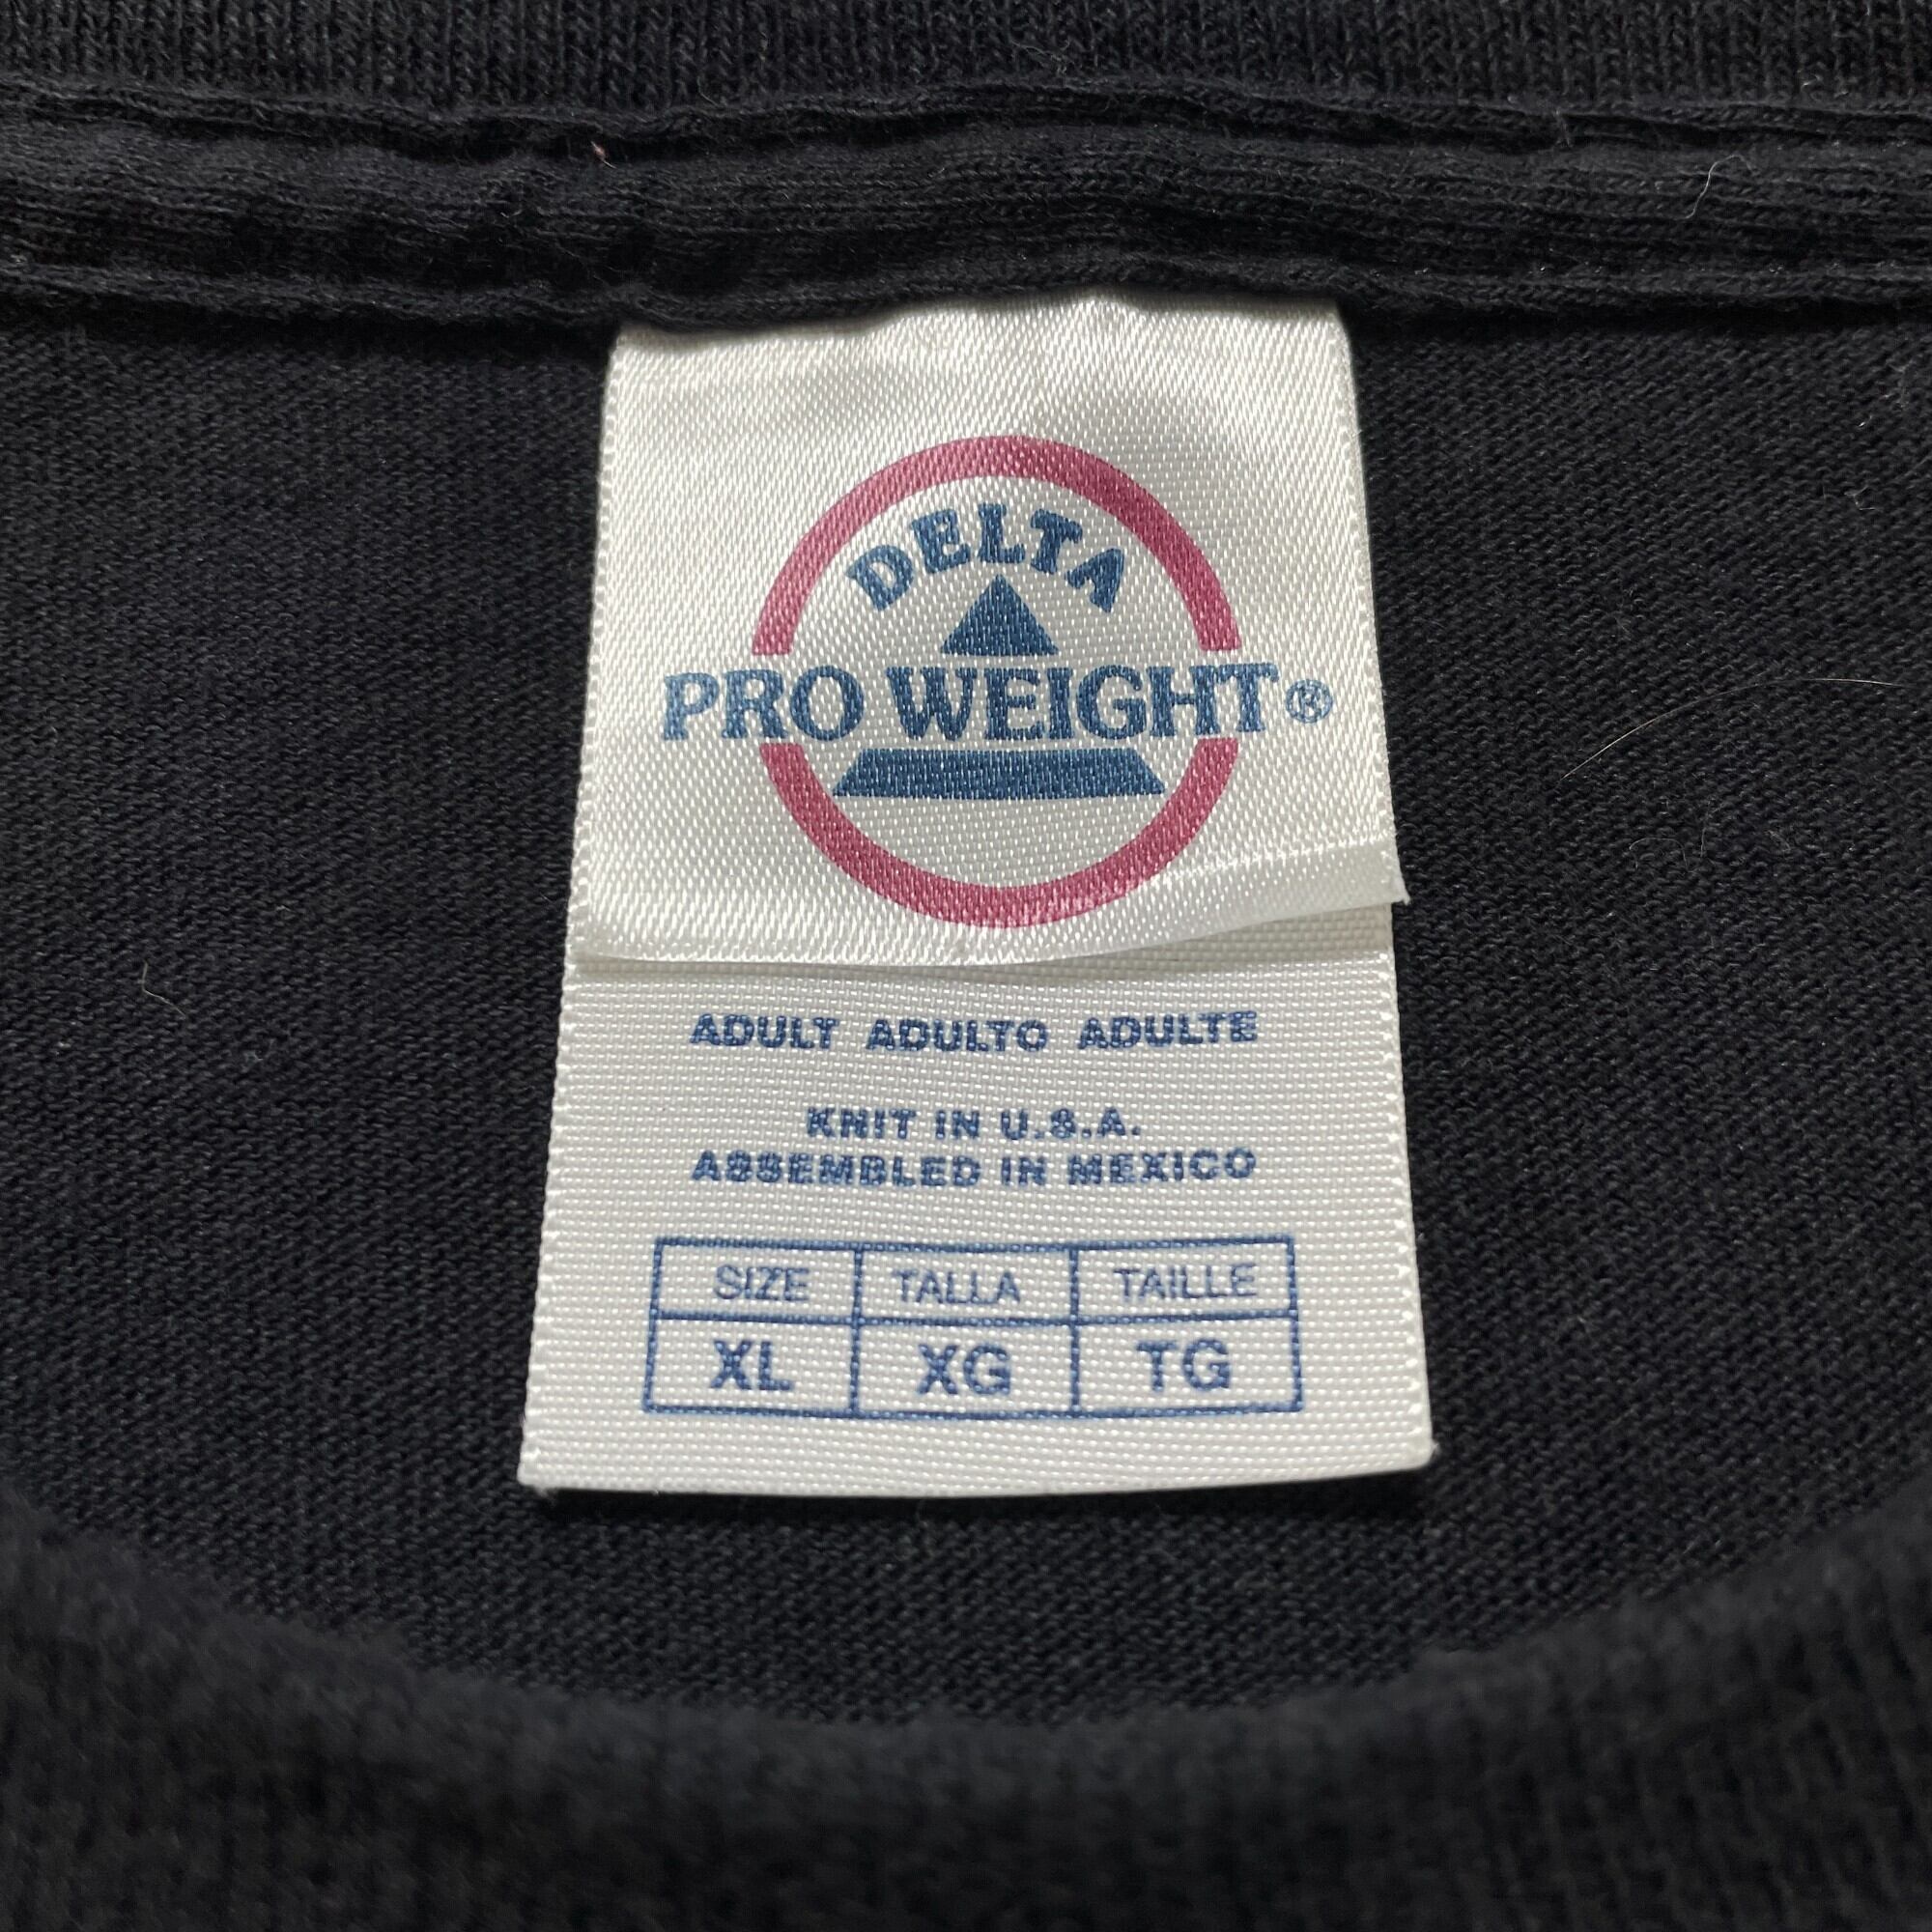 DELTA
PRO WEIGHT®
ADULT ADULTO ADULTE
KNIT IN U.S.A.
ASSEMBLED IN MEXICO
SIZE TALLA TAILLE
XL XG TG